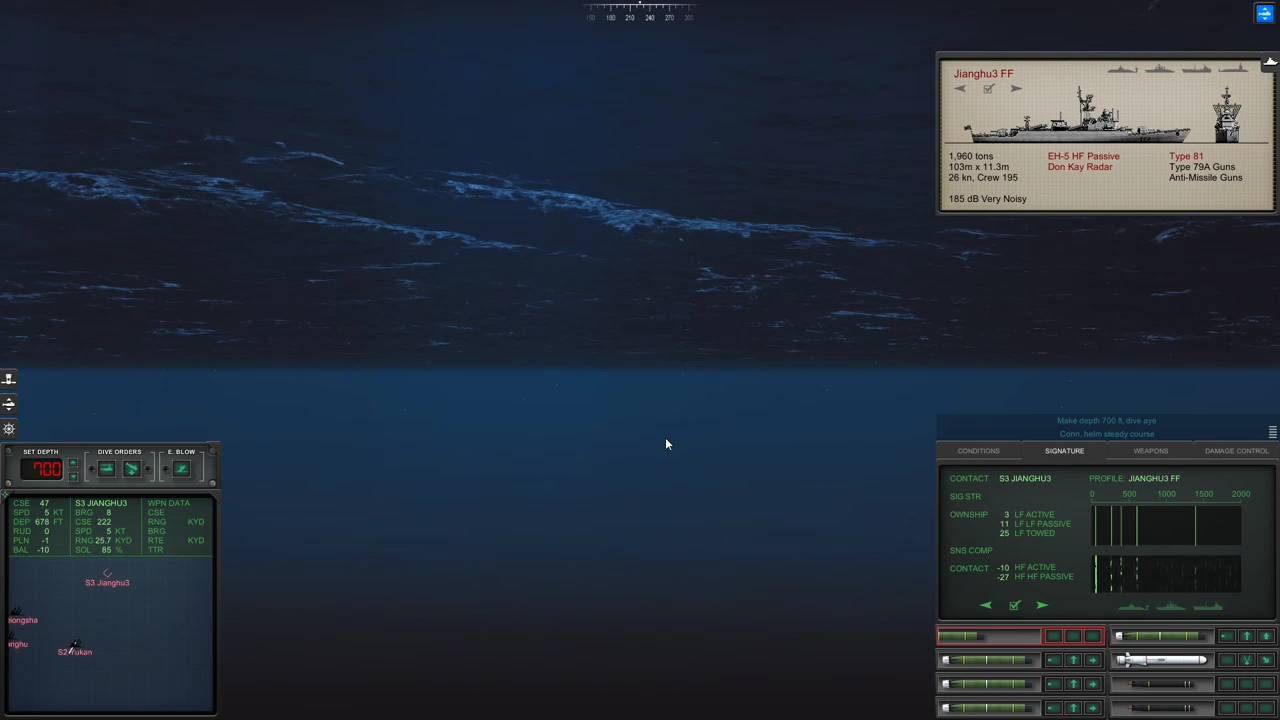 150 180 210 240 270 300
Jianghu3 FF
1,960 tons
103m x 11.3m
26 kn, Crew 195
185 dB Very Noisy
EH-5 HF Passive
Don Kay Radar
Type 81
Type 79A Guns
Anti-Missile Guns
Make depth 700 ft, dive aye
Conn, helm steady course
SET DEPTH DIVE ORDERS E. BLOW
700
CSE 47 S3 JIANGHU3 WPN DATA
SPD 5 KT BRG 8 CSE
DEP 678 FT CSE 222 RNG KYD
RUD 0 SPD 5 KT BRG
PLN -1 RNG 25.7 KYD RTE KYD
BAL -10 SOL 85 % TTR
S3 Jianghu3
iongsha
anghu
S2 Yukan
CONDITIONS SIGNATURE WEAPONS DAMAGE CONTROL
CONTACT S3 JIANGHU3 PROFILE: JIANGHU3 FF
SIG STR 0 500 1000 1500 2000
OWNSHIP 3 LF ACTIVE
11 LF LF PASSIVE
25 LF TOWED
SNS COMP
CONTACT -10 HF ACTIVE
-27 HF HF PASSIVE